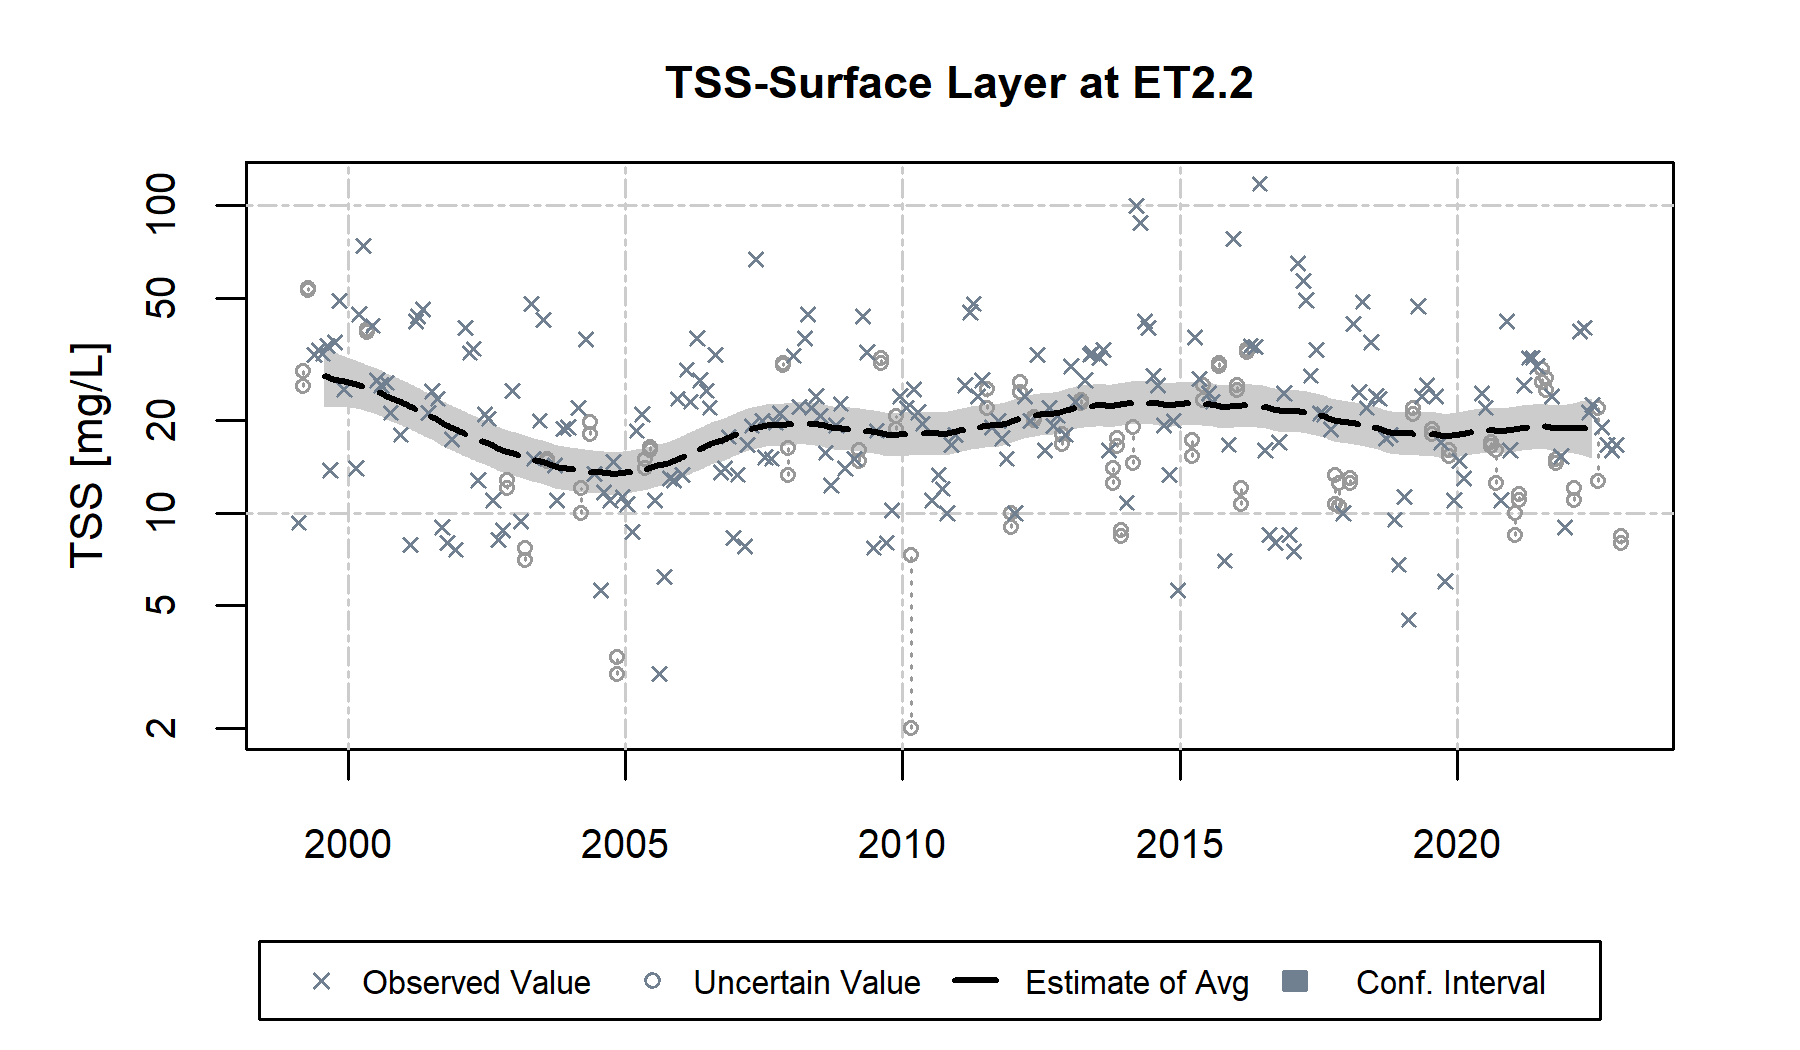 TSS-Surface Layer at ET2.2
TSS [mg/L]
100
50
20
10
5
2
2000 2005 2010 2015 2020
Observed Value Uncertain Value Estimate of Avg Conf. Interval